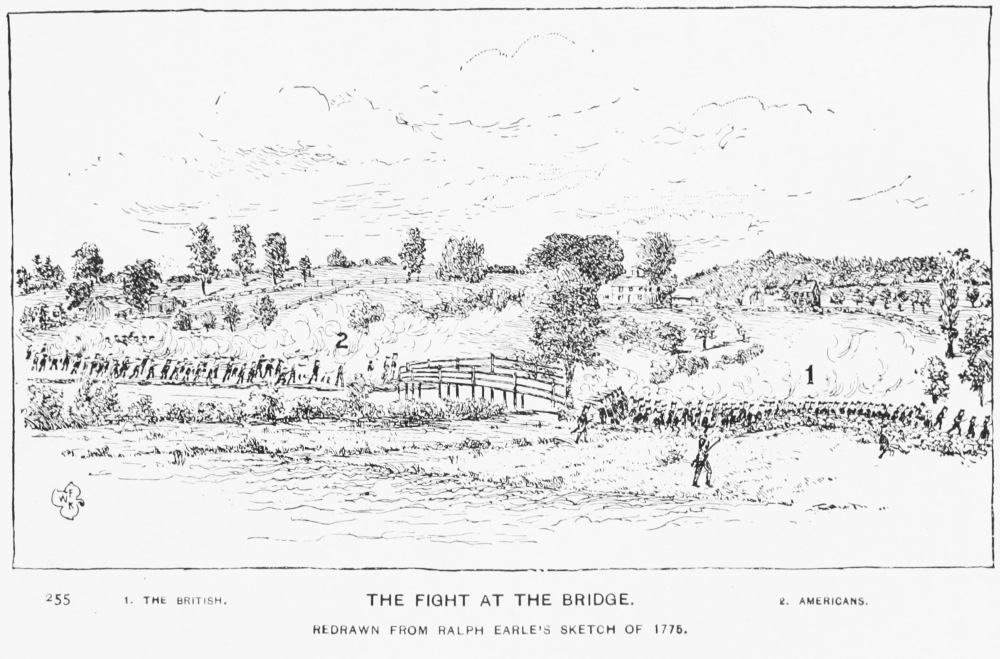 2
1
WFK
255 1. THE BRITISH. THE FIGHT AT THE BRIDGE. 2. AMERICANS.
REDRAWN FROM RALPH EARLE'S SKETCH OF 1775.